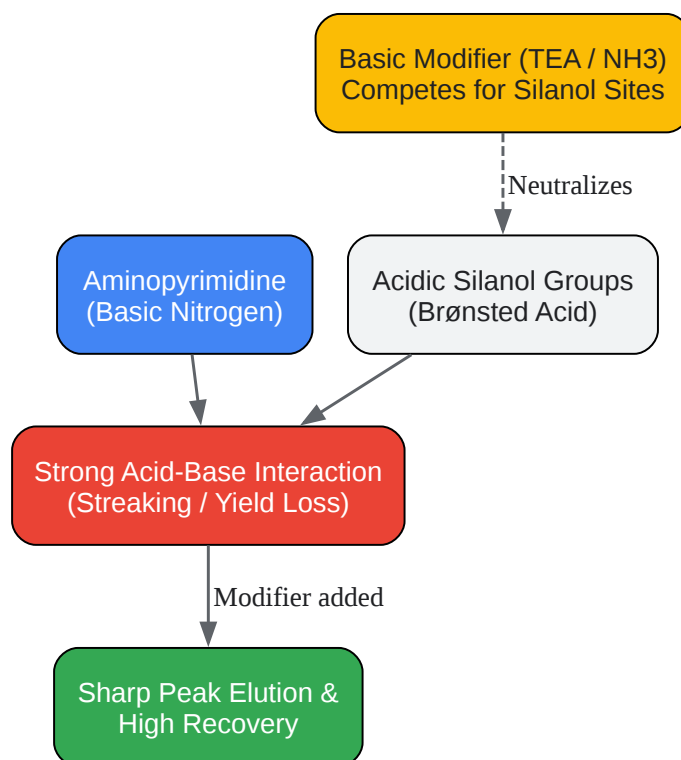 Basic Modifier (TEA / NH3)
Competes for Silanol Sites
Neutralizes
Aminopyrimidine
(Basic Nitrogen)
Acidic Silanol Groups
(Brønsted Acid)
Strong Acid-Base Interaction
(Streaking / Yield Loss)
Modifier added
Sharp Peak Elution &
High Recovery